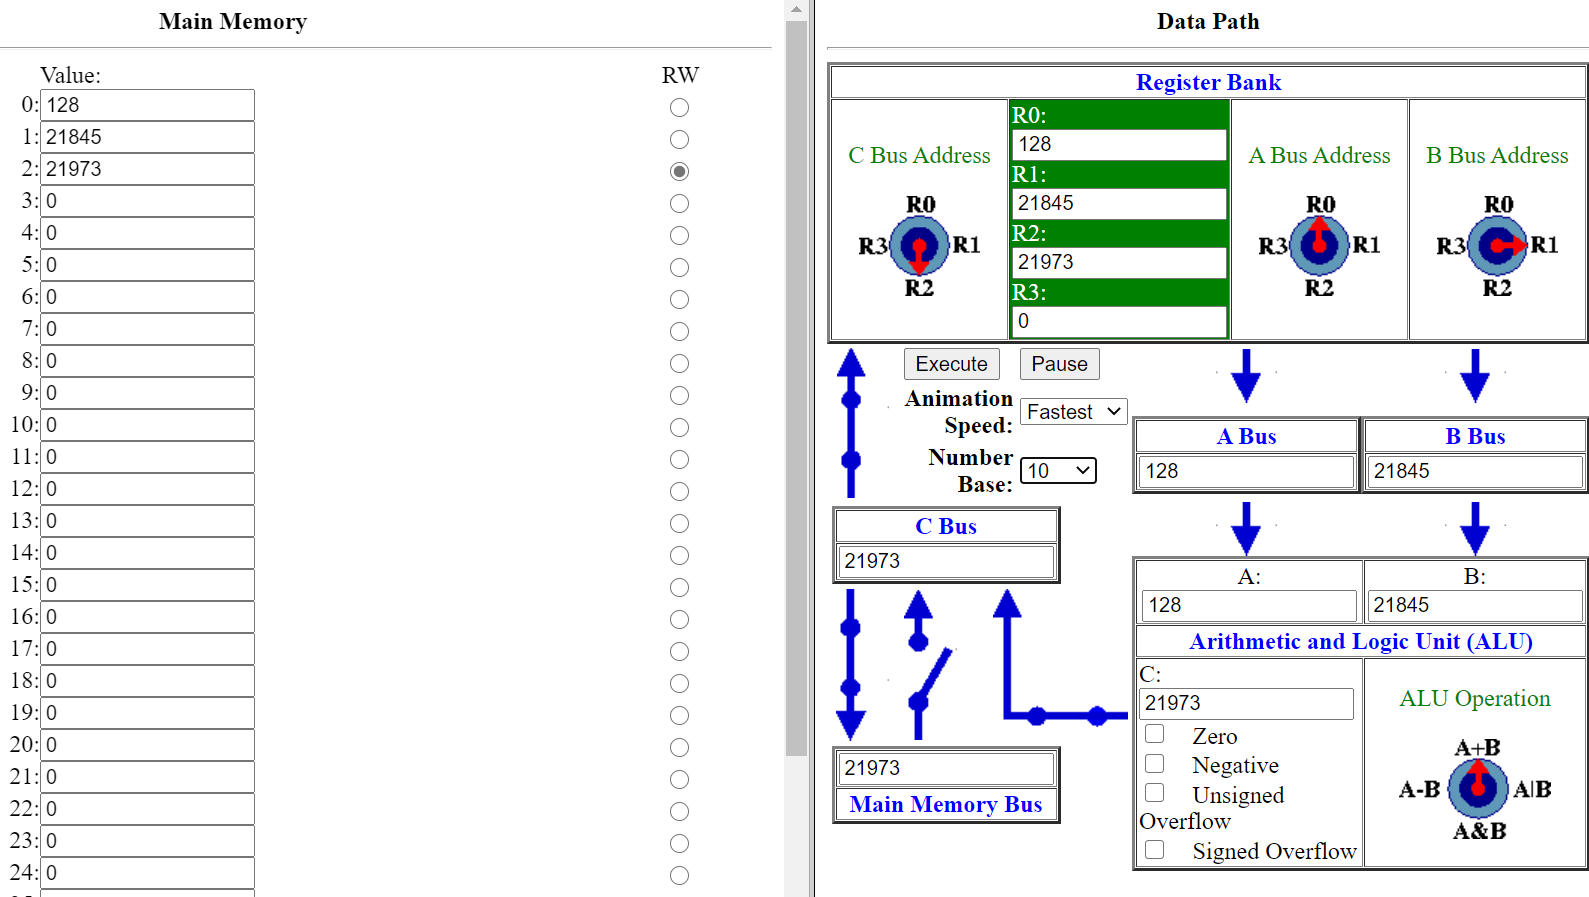 Main Memory
Value: RW
0: 128
1: 21845
2: 21973
3: 0
4: 0
5: 0
6: 0
7: 0
8: 0
9: 0
10: 0
11: 0
12: 0
13: 0
14: 0
15: 0
16: 0
17: 0
18: 0
19: 0
20: 0
21: 0
22: 0
23: 0
24: 0
Data Path
Register Bank
C Bus Address
R0
R3 R1
R2
R0:
128
R1:
21845
R2:
21973
R3:
0
A Bus Address
R0
R3 R1
R2
B Bus Address
R0
R3 R1
R2
Execute Pause
Animation
Speed: Fastest
Number
Base: 10
A Bus
128
B Bus
21845
C Bus
21973
21973
Main Memory Bus
A:
128
B:
21845
Arithmetic and Logic Unit (ALU)
C:
21973
Zero
Negative
Unsigned
Overflow
Signed Overflow
ALU Operation
A+B
A-B A|B
A&B